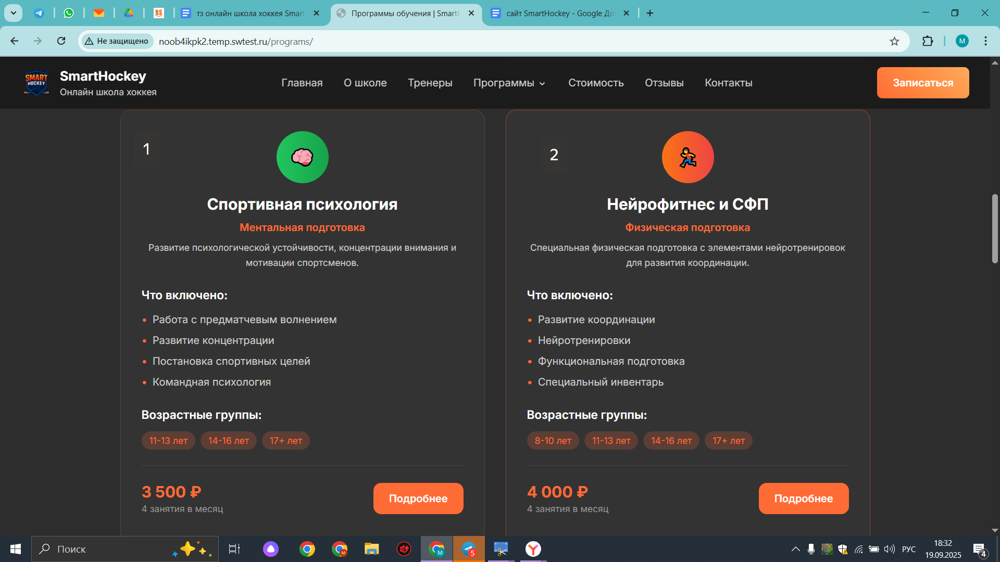 тз онлайн школа хоккея Smart
Программы обучения | SmartH
сайт SmartHockey - Google До
Не защищено
noob4ikpk2.temp.swtest.ru/programs/
M
SMART
HOCKEY
SmartHockey
Онлайн школа хоккея
Главная
О школе
Тренеры
Программы
Стоимость
Отзывы
Контакты
Записаться
1
Спортивная психология
Ментальная подготовка
Развитие психологической устойчивости, концентрации внимания и
мотивации спортсменов.
Что включено:
Работа с предматчевым волнением
Развитие концентрации
Постановка спортивных целей
Командная психология
Возрастные группы:
11-13 лет
14-16 лет
17+ лет
3 500 ₽
4 занятия в месяц
Подробнее
2
Нейрофитнес и СФП
Физическая подготовка
Специальная физическая подготовка с элементами нейротренировок
для развития координации.
Что включено:
Развитие координации
Нейротренировки
Функциональная подготовка
Специальный инвентарь
Возрастные группы:
8-10 лет
11-13 лет
14-16 лет
17+ лет
4 000 ₽
4 занятия в месяц
Подробнее
Поиск
M
M
5
РУС
18:32
19.09.2025
4